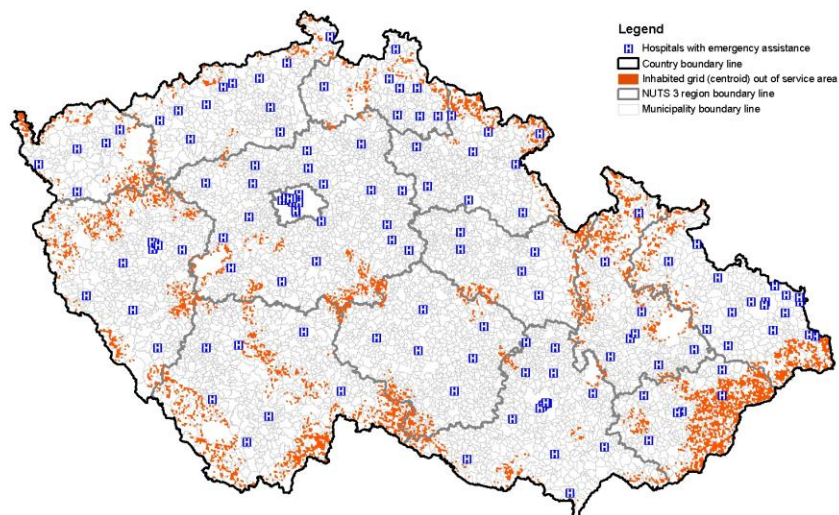 Legend
H Hospitals with emergency assistance
Country boundary line
Inhabited grid (centroid) out of service area
NUTS 3 region boundary line
Municipality boundary line